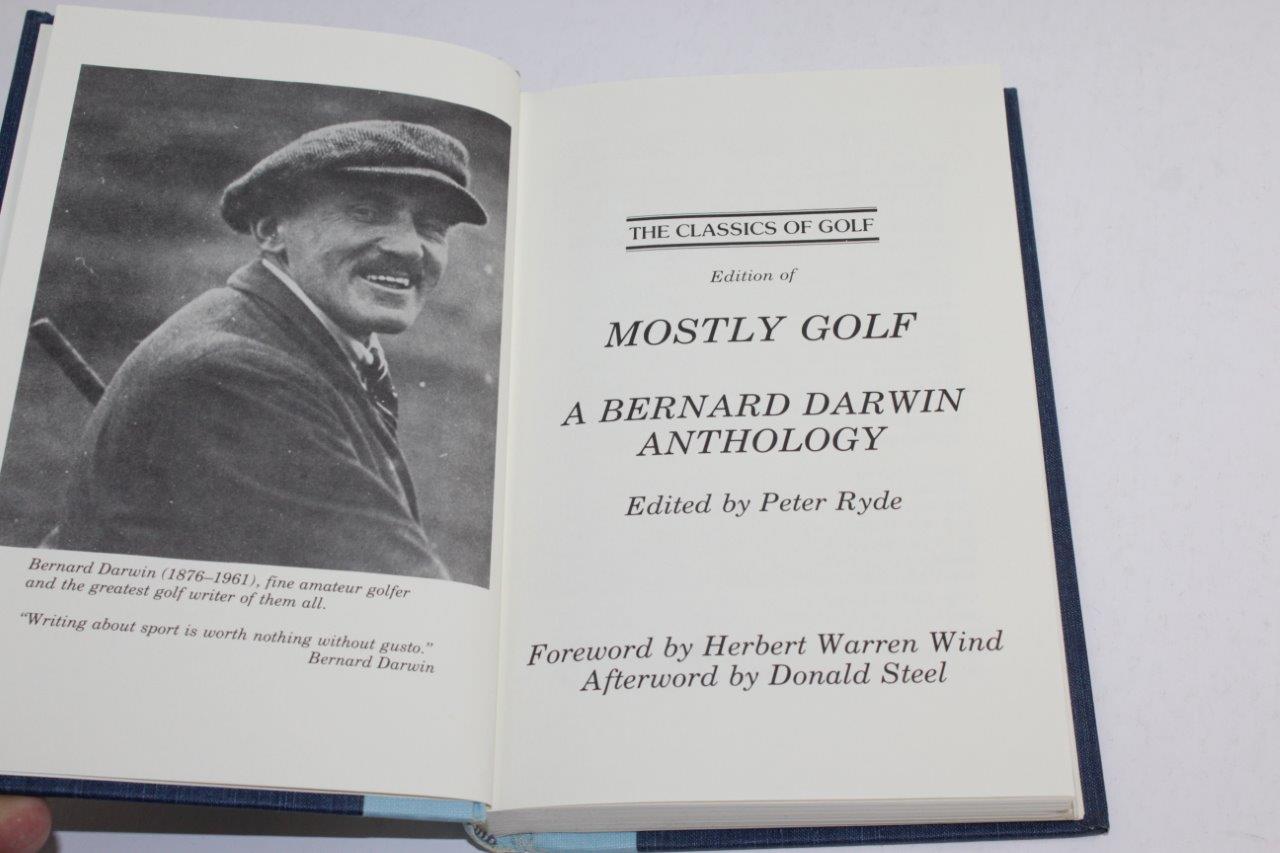 Bernard Darwin (1876–1961), fine amateur golfer
and the greatest golf writer of them all.
“Writing about sport is worth nothing without gusto.”
Bernard Darwin
THE CLASSICS OF GOLF
Edition of
MOSTLY GOLF
A BERNARD DARWIN
ANTHOLOGY
Edited by Peter Ryde
Foreword by Herbert Warren Wind
Afterword by Donald Steel